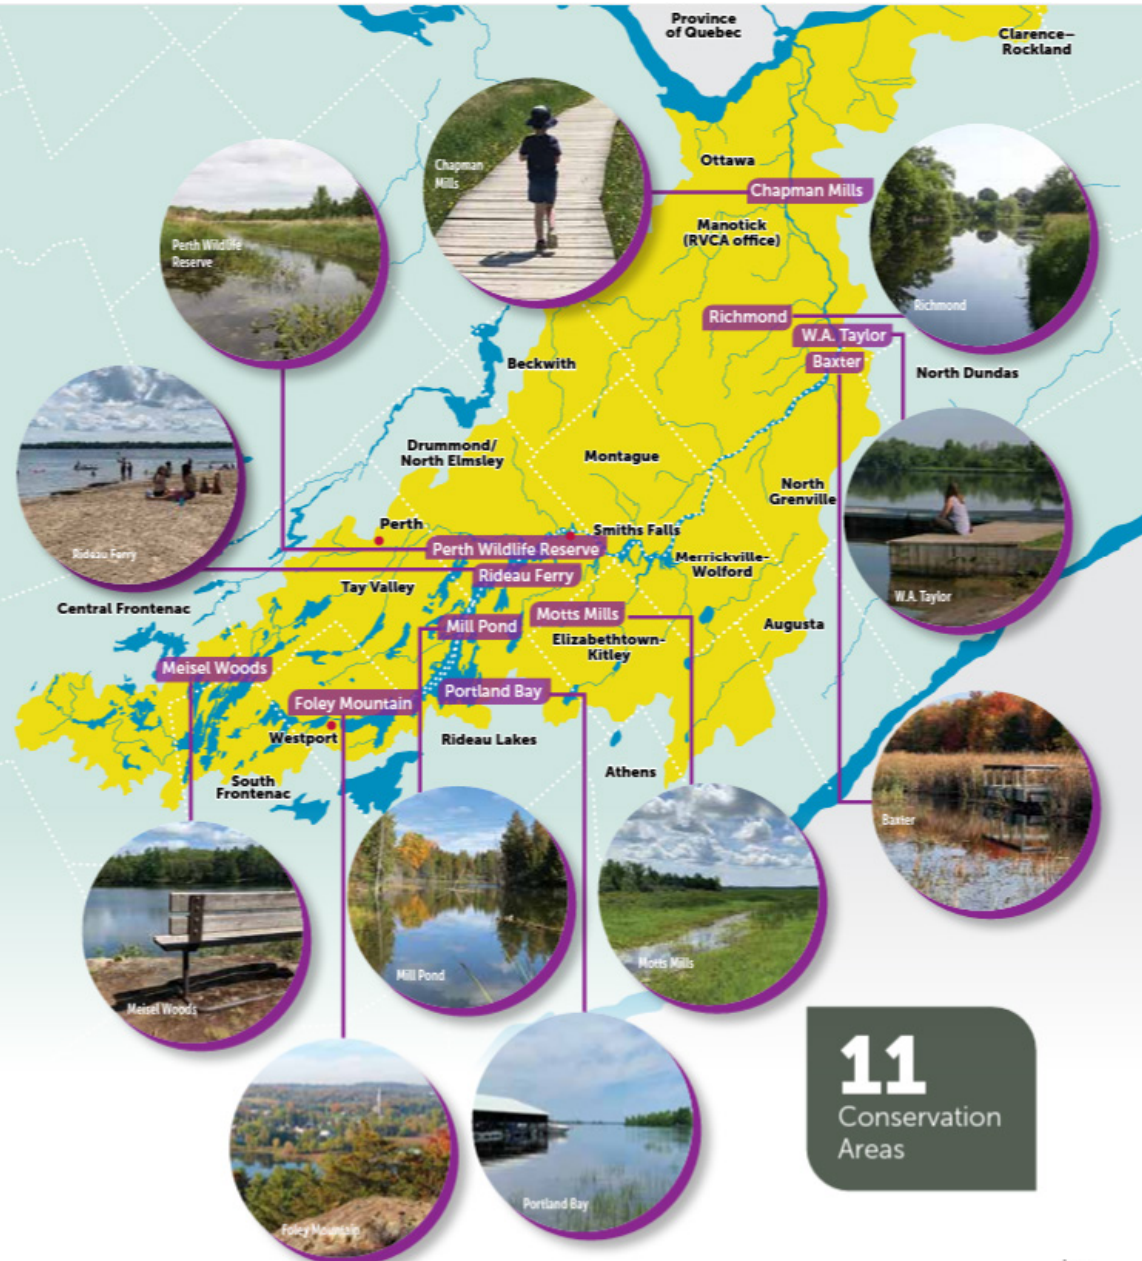 Province
of Quebec
Clarence–
Rockland
Ottawa
Chapman
Mills
Chapman Mills
Manotick
(RVCA office)
Perth Wildlife
Reserve
Richmond
Richmond
W.A. Taylor
Baxter
Beckwith
North Dundas
Drummond/
North Elmsley
Montague
North
Grenville
Perth
Smiths Falls
Perth Wildlife Reserve
Rideau Ferry
Merrickville-
Wolford
Rideau Ferry
Tay Valley
W.A. Taylor
Central Frontenac
Mill Pond
Motts Mills
Augusta
Elizabethtown-
Kitley
Meisel Woods
Foley Mountain
Portland Bay
Westport
Rideau Lakes
South
Frontenac
Athens
Baxter
Meisel Woods
Mill Pond
Motts Mills
Foley Mountain
Portland Bay
11
Conservation
Areas